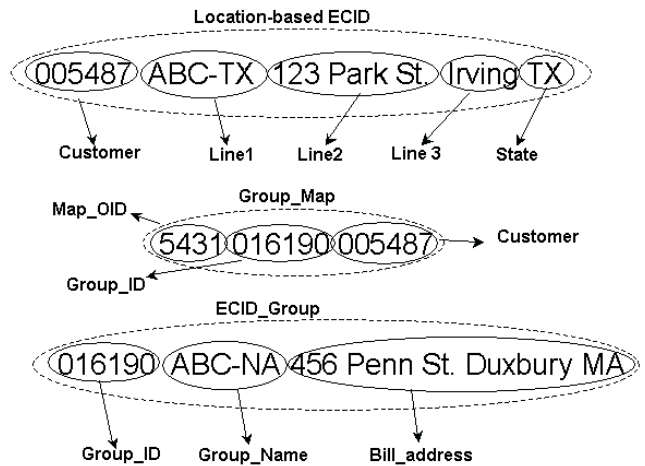 Location-based ECID
005487 ABC-TX 123 Park St. Irving TX
Customer Line1 Line2 Line 3 State
Group_Map
Map_OID
5431 016190 005487
Customer
Group_ID
ECID_Group
016190 ABC-NA 456 Penn St. Duxbury MA
Group_ID Group_Name Bill_address